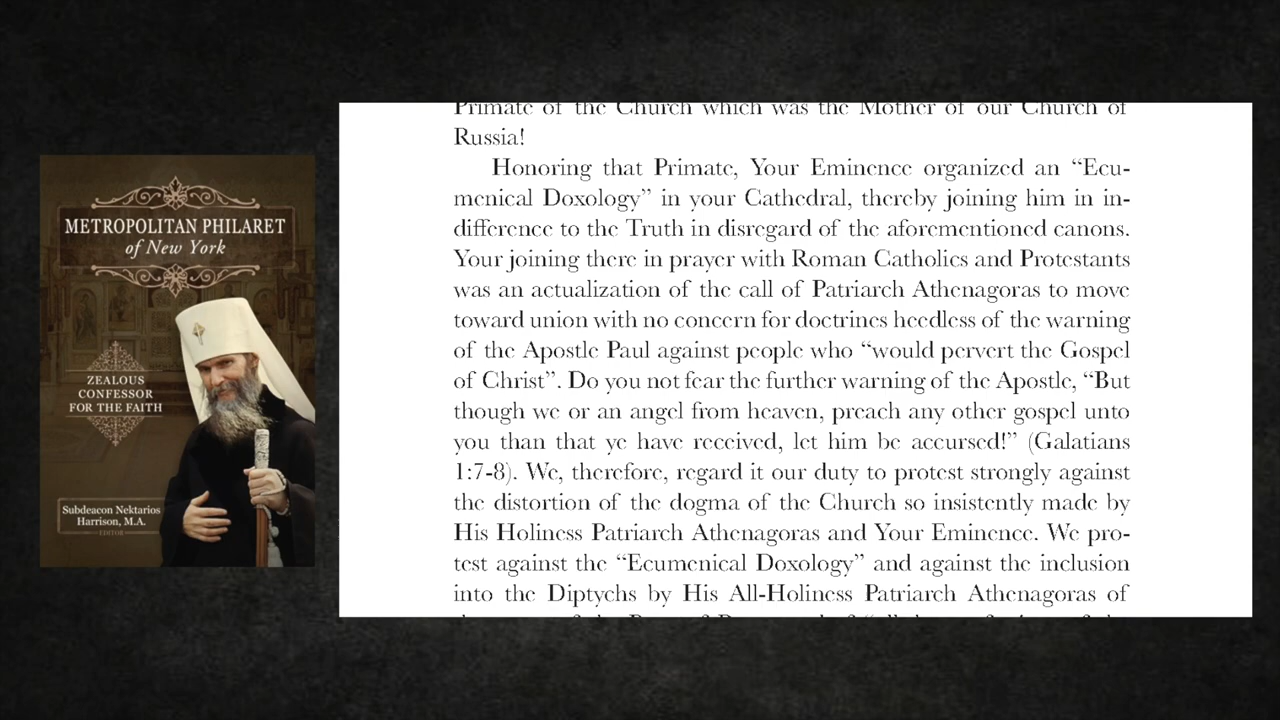 METROPOLITAN PHILARET
of New York
ZEALOUS
CONFESSOR
FOR THE FAITH
Subdeacon Nektarios
Harrison, M.A.
EDITOR
Primate of the Church which was the Mother of our Church of
Russia!
Honoring that Primate, Your Eminence organized an “Ecu-
menical Doxology” in your Cathedral, thereby joining him in in-
difference to the Truth in disregard of the aforementioned canons.
Your joining there in prayer with Roman Catholics and Protestants
was an actualization of the call of Patriarch Athenagoras to move
toward union with no concern for doctrines heedless of the warning
of the Apostle Paul against people who “would pervert the Gospel
of Christ”. Do you not fear the further warning of the Apostle, “But
though we or an angel from heaven, preach any other gospel unto
you than that ye have received, let him be accursed!” (Galatians
1:7-8). We, therefore, regard it our duty to protest strongly against
the distortion of the dogma of the Church so insistently made by
His Holiness Patriarch Athenagoras and Your Eminence. We pro-
test against the “Ecumenical Doxology” and against the inclusion
into the Diptychs by His All-Holiness Patriarch Athenagoras of